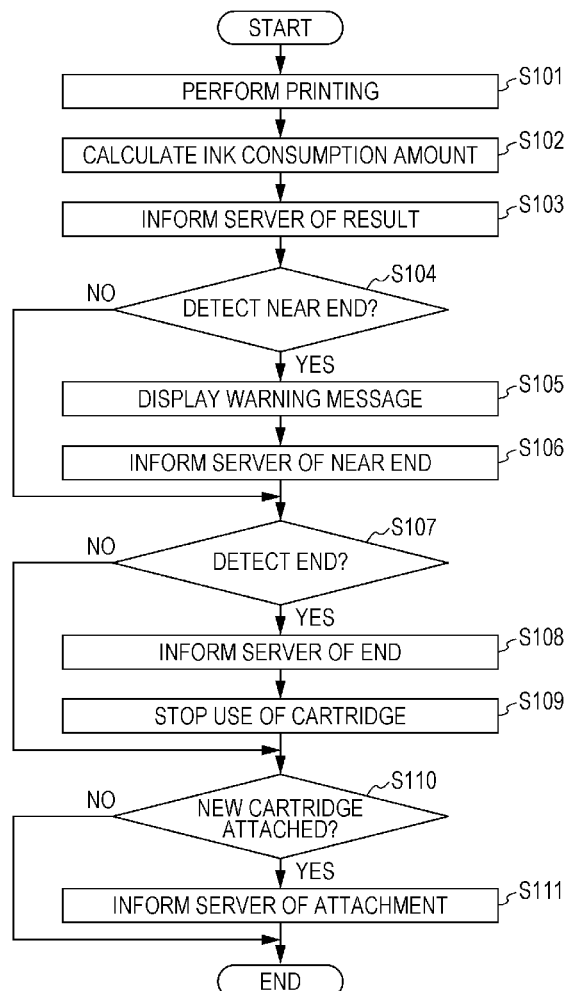 START
PERFORM PRINTING
S101
CALCULATE INK CONSUMPTION AMOUNT
S102
INFORM SERVER OF RESULT
S103
DETECT NEAR END?
S104
NO
YES
DISPLAY WARNING MESSAGE
S105
INFORM SERVER OF NEAR END
S106
DETECT END?
S107
NO
YES
INFORM SERVER OF END
S108
STOP USE OF CARTRIDGE
S109
NEW CARTRIDGE
ATTACHED?
S110
NO
YES
INFORM SERVER OF ATTACHMENT
S111
END